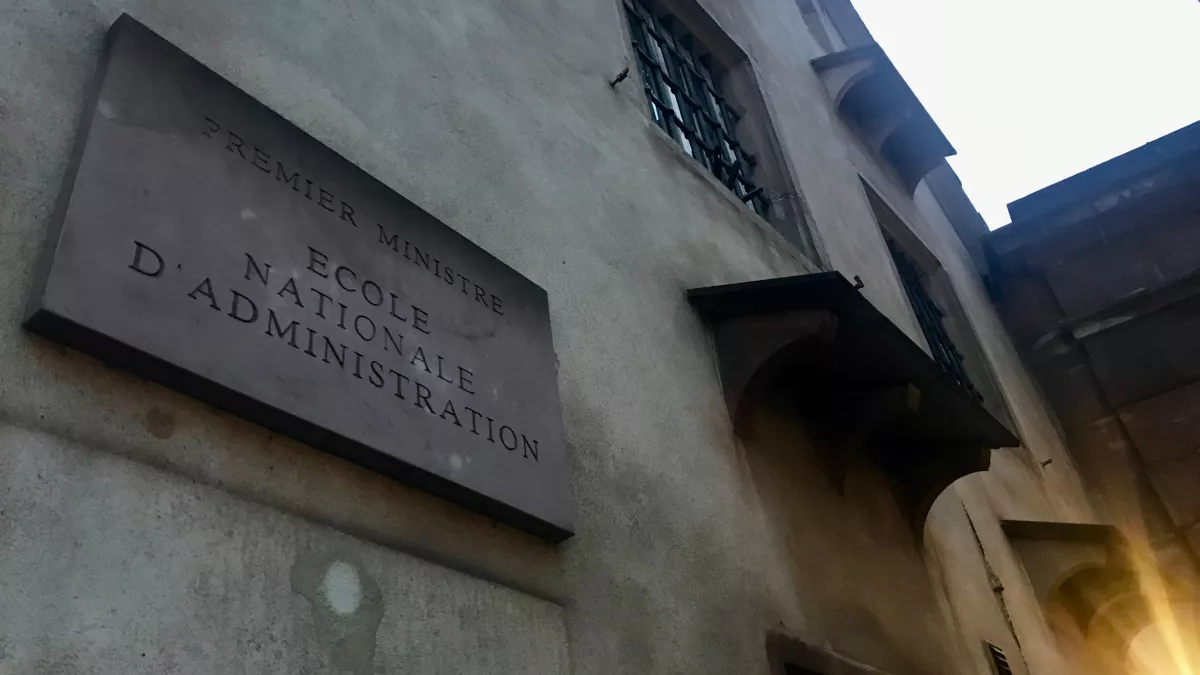 PREMIER MINISTRE
ECOLE
NATIONALE
D'ADMINISTRATION